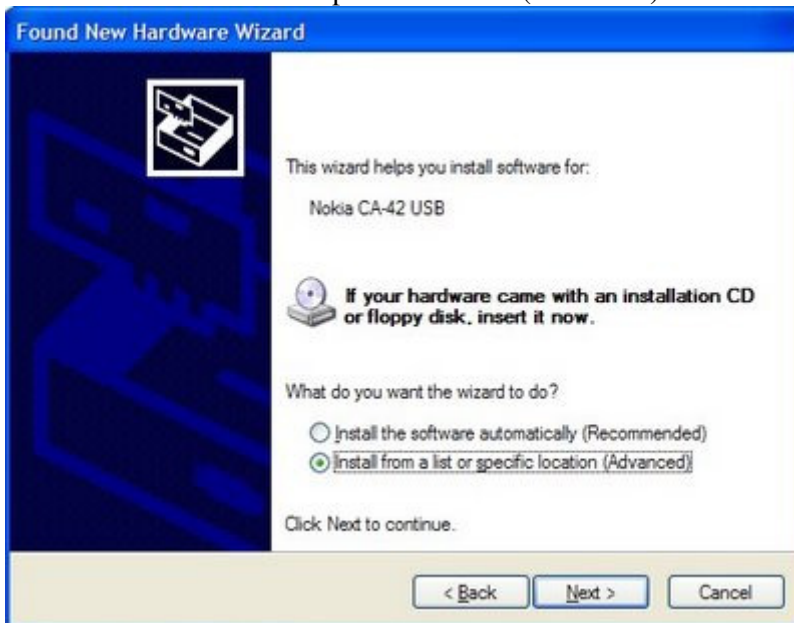 Found New Hardware Wizard
This wizard helps you install software for:
Nokia CA-42 USB
If your hardware came with an installation CD
or floppy disk, insert it now.
What do you want the wizard to do?
Install the software automatically (Recommended)
Install from a list or specific location (Advanced)
Click Next to continue.
< Back Next > Cancel